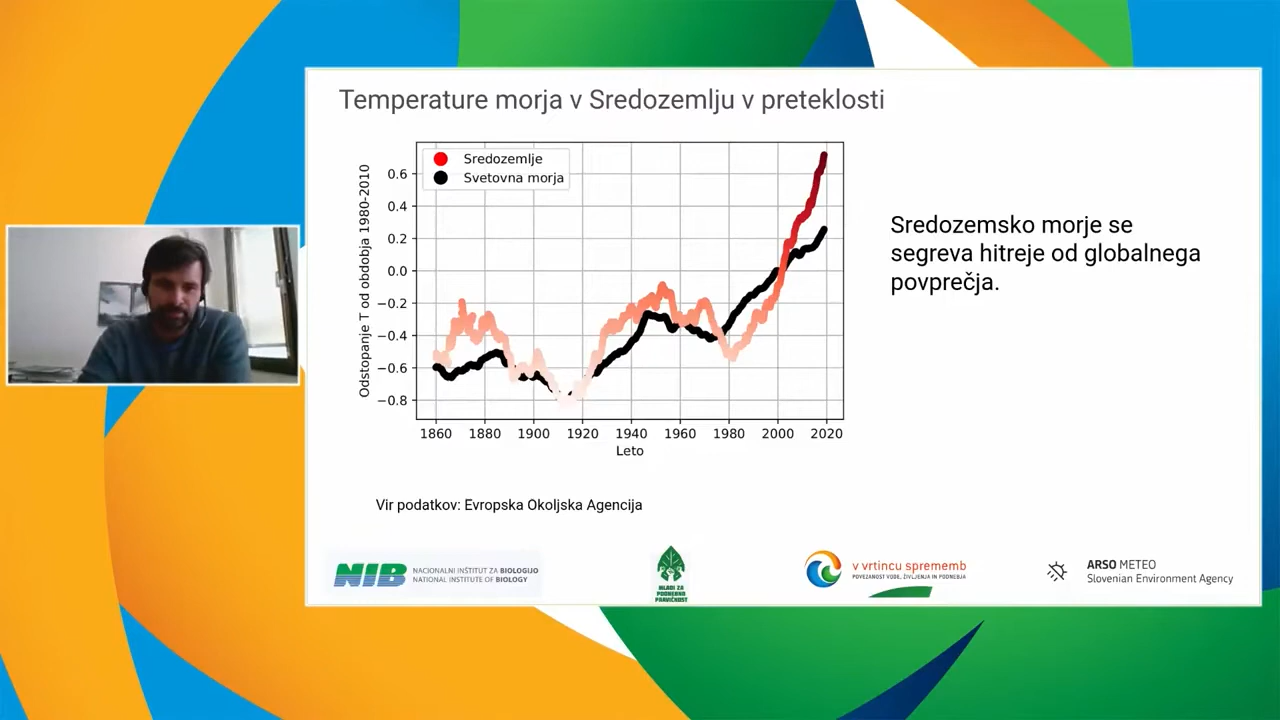 Temperature morja v Sredozemlju v preteklosti
Sredozemlje
Svetovna morja
Odstopanje T od obdobja 1980-2010
0.6
0.4
0.2
0.0
−0.2
−0.4
−0.6
−0.8
1860 1880 1900 1920 1940 1960 1980 2000 2020
Leto
Sredozemsko morje se
segreva hitreje od globalnega
povprečja.
Vir podatkov: Evropska Okoljska Agencija
NIB
NACIONALNI INŠTITUT ZA BIOLOGIJO
NATIONAL INSTITUTE OF BIOLOGY
MLADI ZA
PODNEBNO
PRAVIČNOST
v vrtincu sprememb
POVEZANOST VODE, ŽIVLJENJA IN PODNEBJA
ARSO METEO
Slovenian Environment Agency